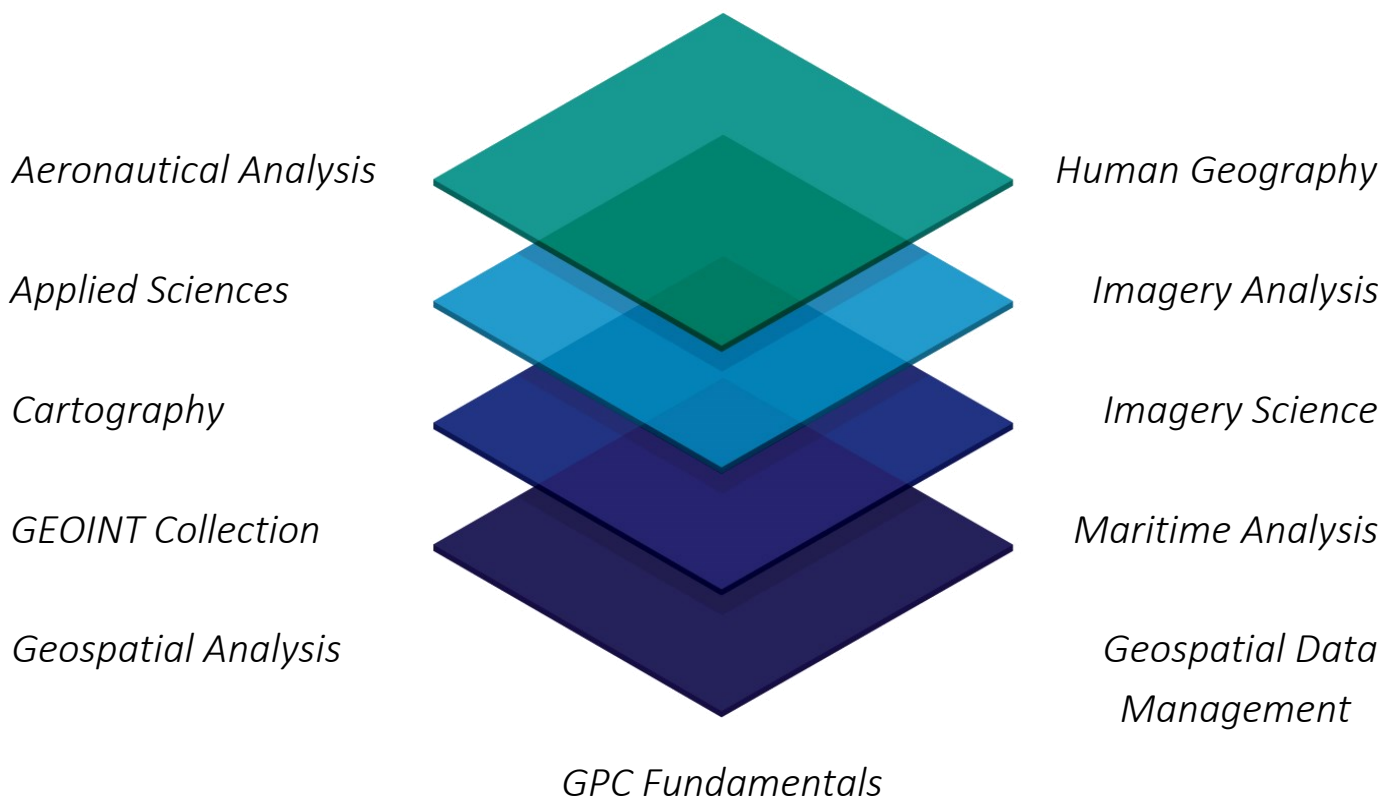 Aeronautical Analysis
Applied Sciences
Cartography
GEOINT Collection
Geospatial Analysis
Human Geography
Imagery Analysis
Imagery Science
Maritime Analysis
Geospatial Data
Management
GPC Fundamentals